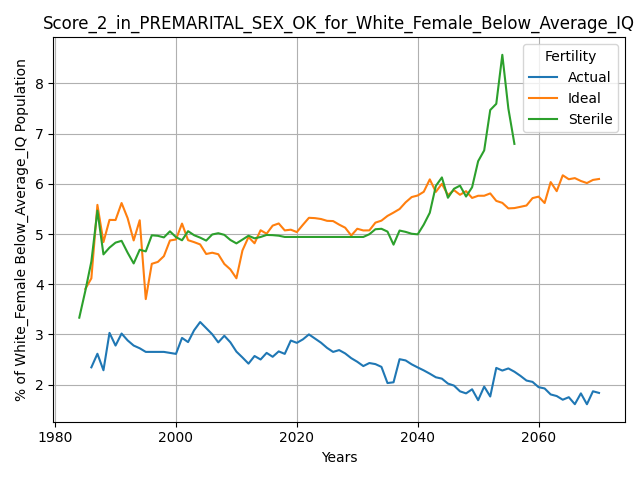 Score_2_in_PREMARITAL_SEX_OK_for_White_Female_Below_Average_IQ
Fertility
Actual
Ideal
Sterile
% of White_Female Below_Average_IQ Population
8
7
6
5
4
3
2
1980
2000
2020
2040
2060
Years